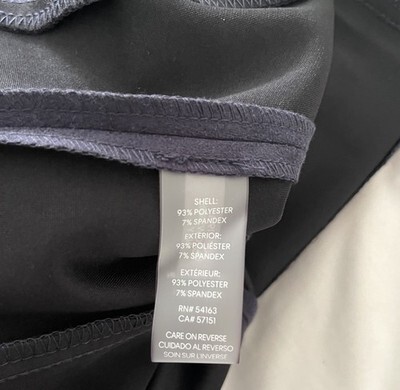 SHELL:
93% POLYESTER
7% SPANDEX
EXTERIOR:
93% POLIÉSTER
7% SPANDEX
EXTÉRIEUR:
93% POLYESTER
7% SPANDEX
RN# 54163
CA# 57151
CARE ON REVERSE
CUIDADO AL REVERSO
SOIN SUR L'INVERSE